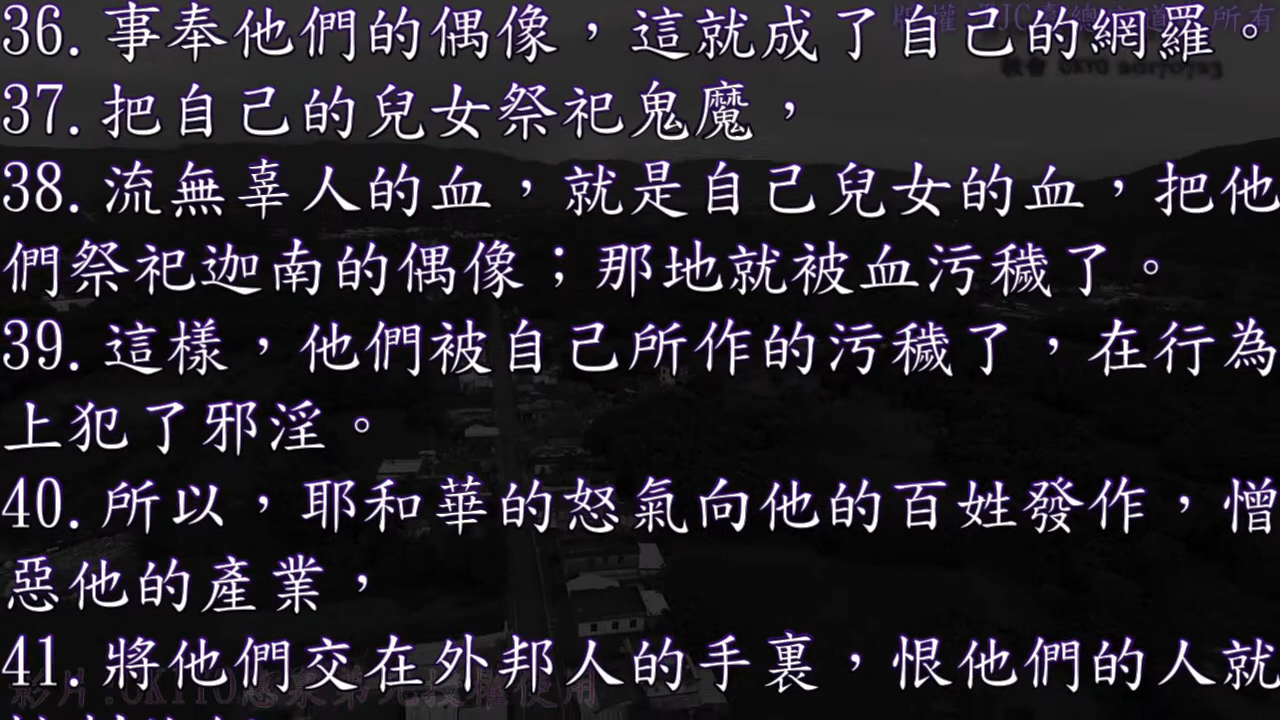 36. 事奉他們的偶像，這就成了自己的網羅。
37. 把自己的兒女祭祀鬼魔，
38. 流無辜人的血，就是自己兒女的血，把他
們祭祀迦南的偶像；那地就被血污穢了。
39. 這樣，他們被自己所作的污穢了，在行為
上犯了邪淫。
40. 所以，耶和華的怒氣向他的百姓發作，憎
惡他的產業，
41. 將他們交在外邦人的手裏，恨他們的人就